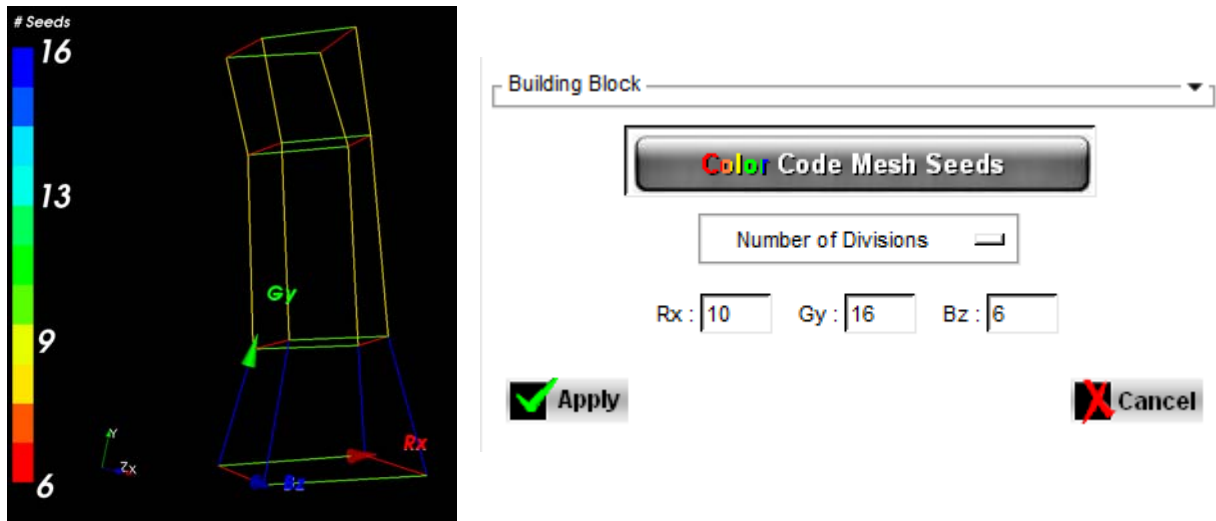 # Seeds
16
13
9
6
Gy
Rx
Bz
Y
Zx
Building Block
Color Code Mesh Seeds
Number of Divisions
Rx : 10 Gy : 16 Bz : 6
Apply Cancel